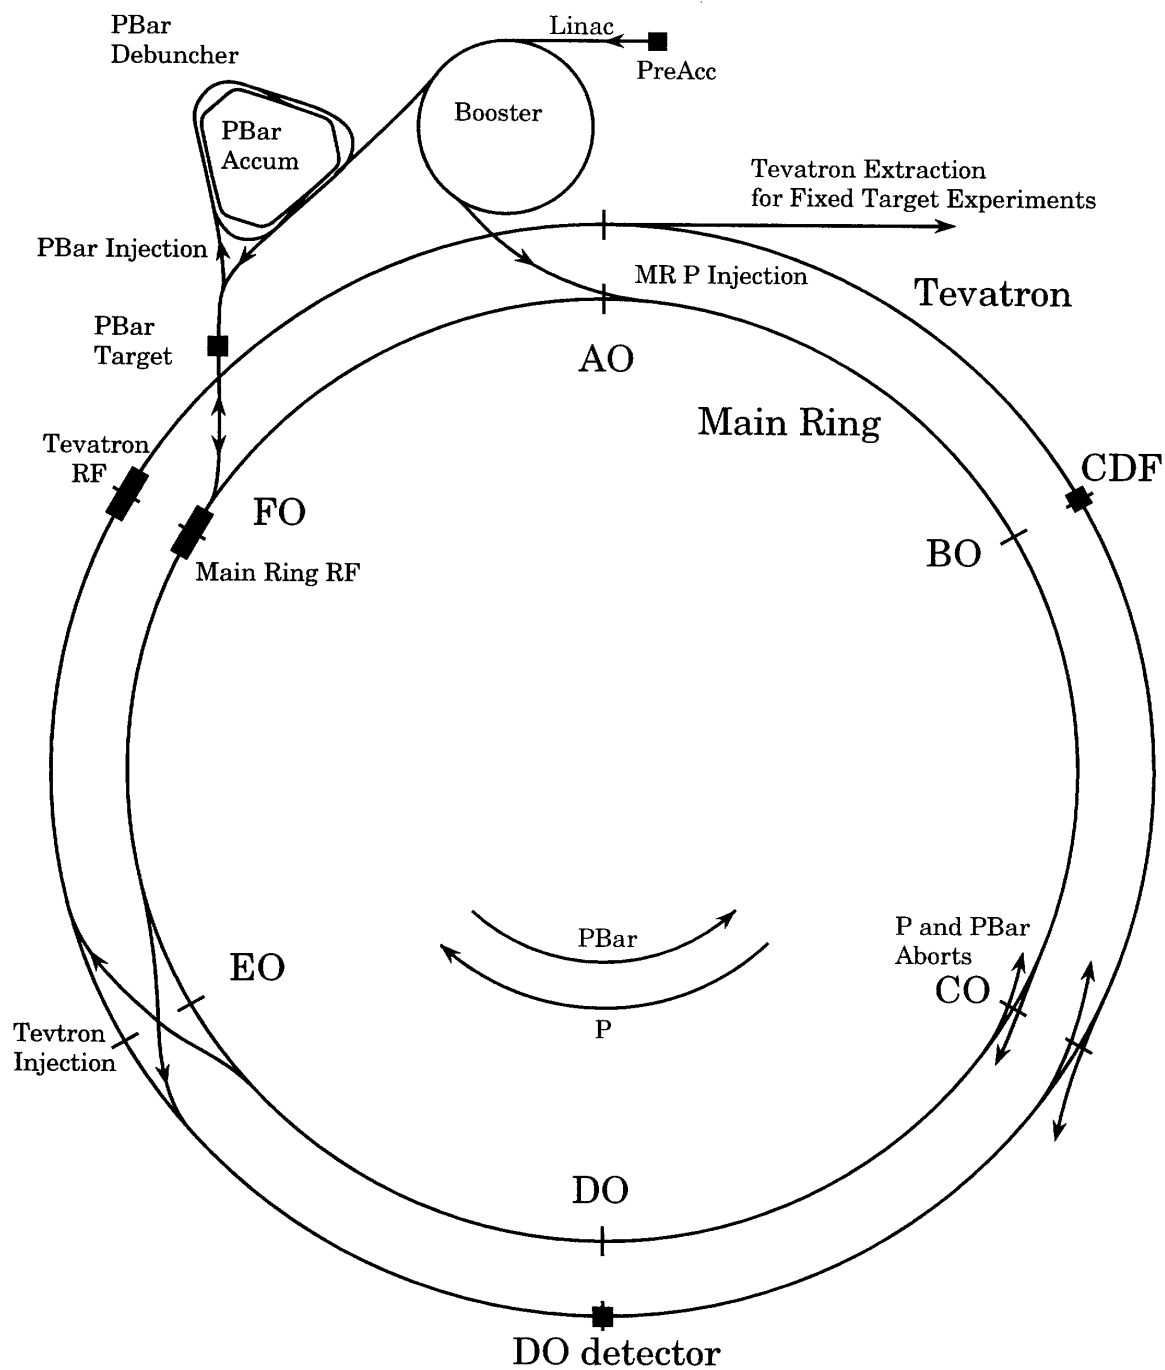 PBar
Debuncher
Linac
PreAcc
Booster
PBar
Accum
Tevatron Extraction
for Fixed Target Experiments
PBar Injection
MR P Injection
Tevatron
PBar
Target
AO
Main Ring
Tevatron
RF
CDF
FO
BO
Main Ring RF
P and PBar
Aborts
PBar
EO
CO
P
Tevtron
Injection
DO
DO detector